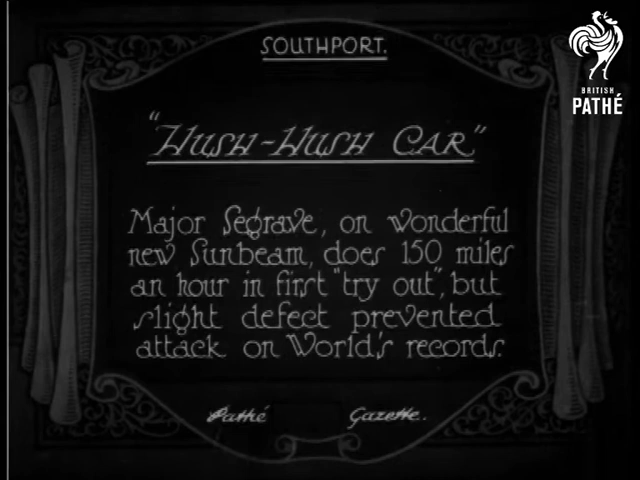 SOUTHPORT.
BRITISH
PATHÉ
"HUSH-HUSH CAR"
Major Segrave, on wonderful
new Sunbeam, does 150 miles
an hour in first "try out", but
slight defect prevented
attack on World's records.
Pathé Gazette.